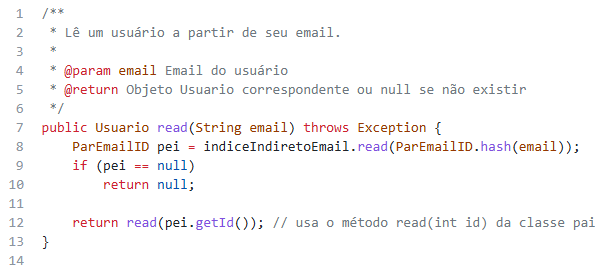 1 /**
2  * Lê um usuário a partir de seu email.
3  *
4  * @param email Email do usuário
5  * @return Objeto Usuario correspondente ou null se não existir
6  */
7 public Usuario read(String email) throws Exception {
8     ParEmailID pei = indiceIndiretoEmail.read(ParEmailID.hash(email));
9     if (pei == null)
10         return null;
11
12     return read(pei.getId()); // usa o método read(int id) da classe pai
13 }
14